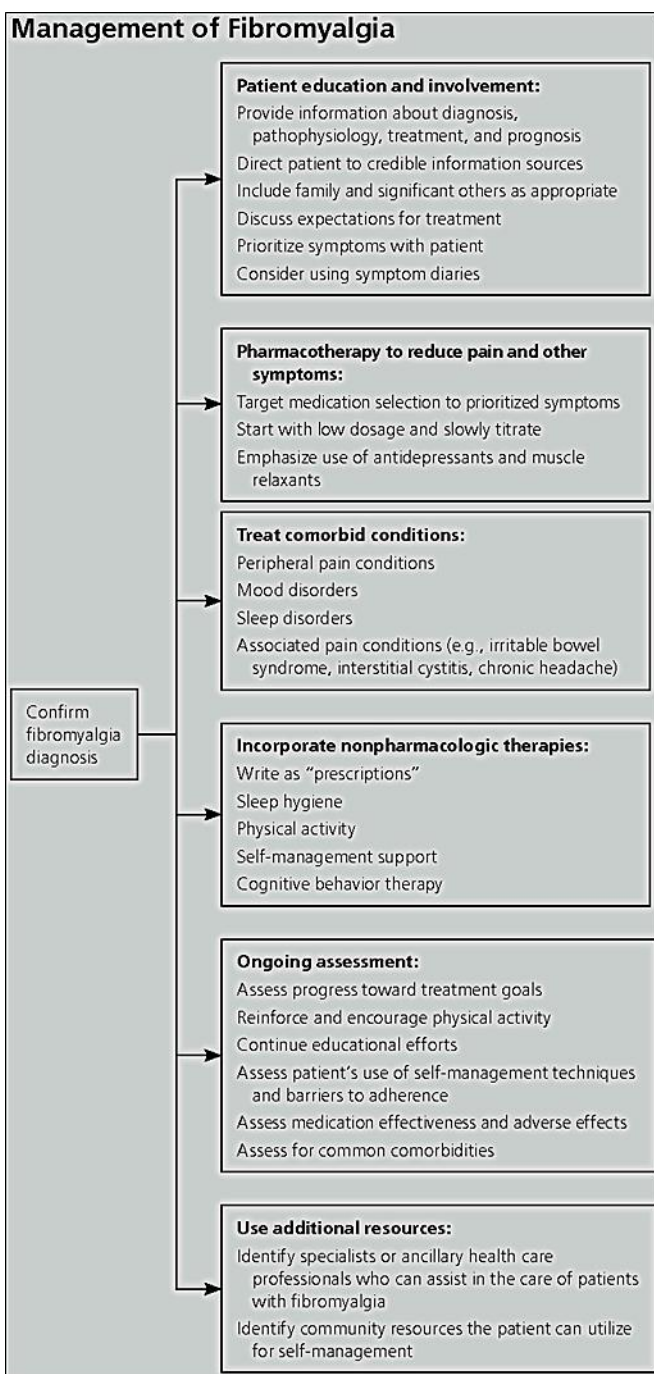 Management of Fibromyalgia
Patient education and involvement:
Provide information about diagnosis,
pathophysiology, treatment, and prognosis
Direct patient to credible information sources
Include family and significant others as appropriate
Discuss expectations for treatment
Prioritize symptoms with patient
Consider using symptom diaries
Pharmacotherapy to reduce pain and other
symptoms:
Target medication selection to prioritized symptoms
Start with low dosage and slowly titrate
Emphasize use of antidepressants and muscle
relaxants
Treat comorbid conditions:
Peripheral pain conditions
Mood disorders
Sleep disorders
Associated pain conditions (e.g., irritable bowel
syndrome, interstitial cystitis, chronic headache)
Confirm
fibromyalgia
diagnosis
Incorporate nonpharmacologic therapies:
Write as “prescriptions”
Sleep hygiene
Physical activity
Self-management support
Cognitive behavior therapy
Ongoing assessment:
Assess progress toward treatment goals
Reinforce and encourage physical activity
Continue educational efforts
Assess patient’s use of self-management techniques
and barriers to adherence
Assess medication effectiveness and adverse effects
Assess for common comorbidities
Use additional resources:
Identify specialists or ancillary health care
professionals who can assist in the care of patients
with fibromyalgia
Identify community resources the patient can utilize
for self-management